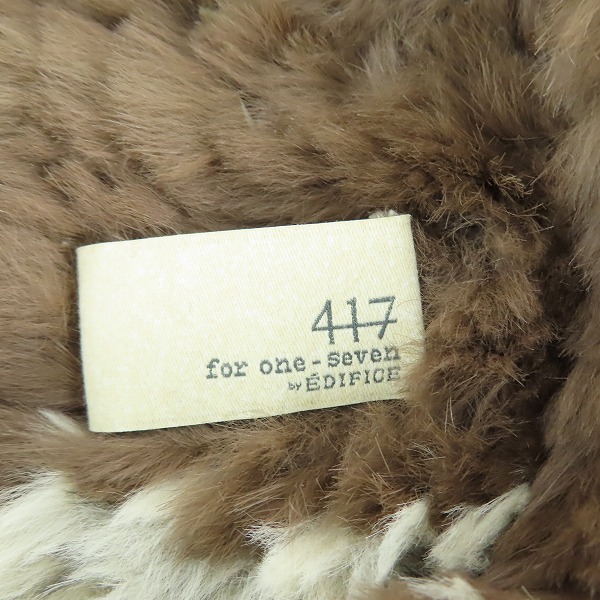 417
for one-seven
by ÉDIFICE